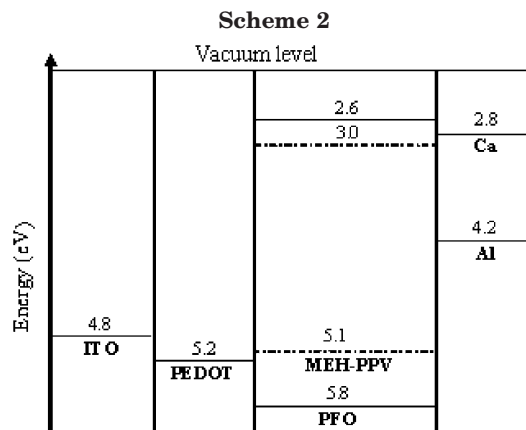 Scheme 2
Vacuum level
2.6
3.0
2.8
Ca
4.2
Al
Energy (eV)
4.8
ITO
5.2
PEDOT
5.1
MEH-PPV
5.8
PFO